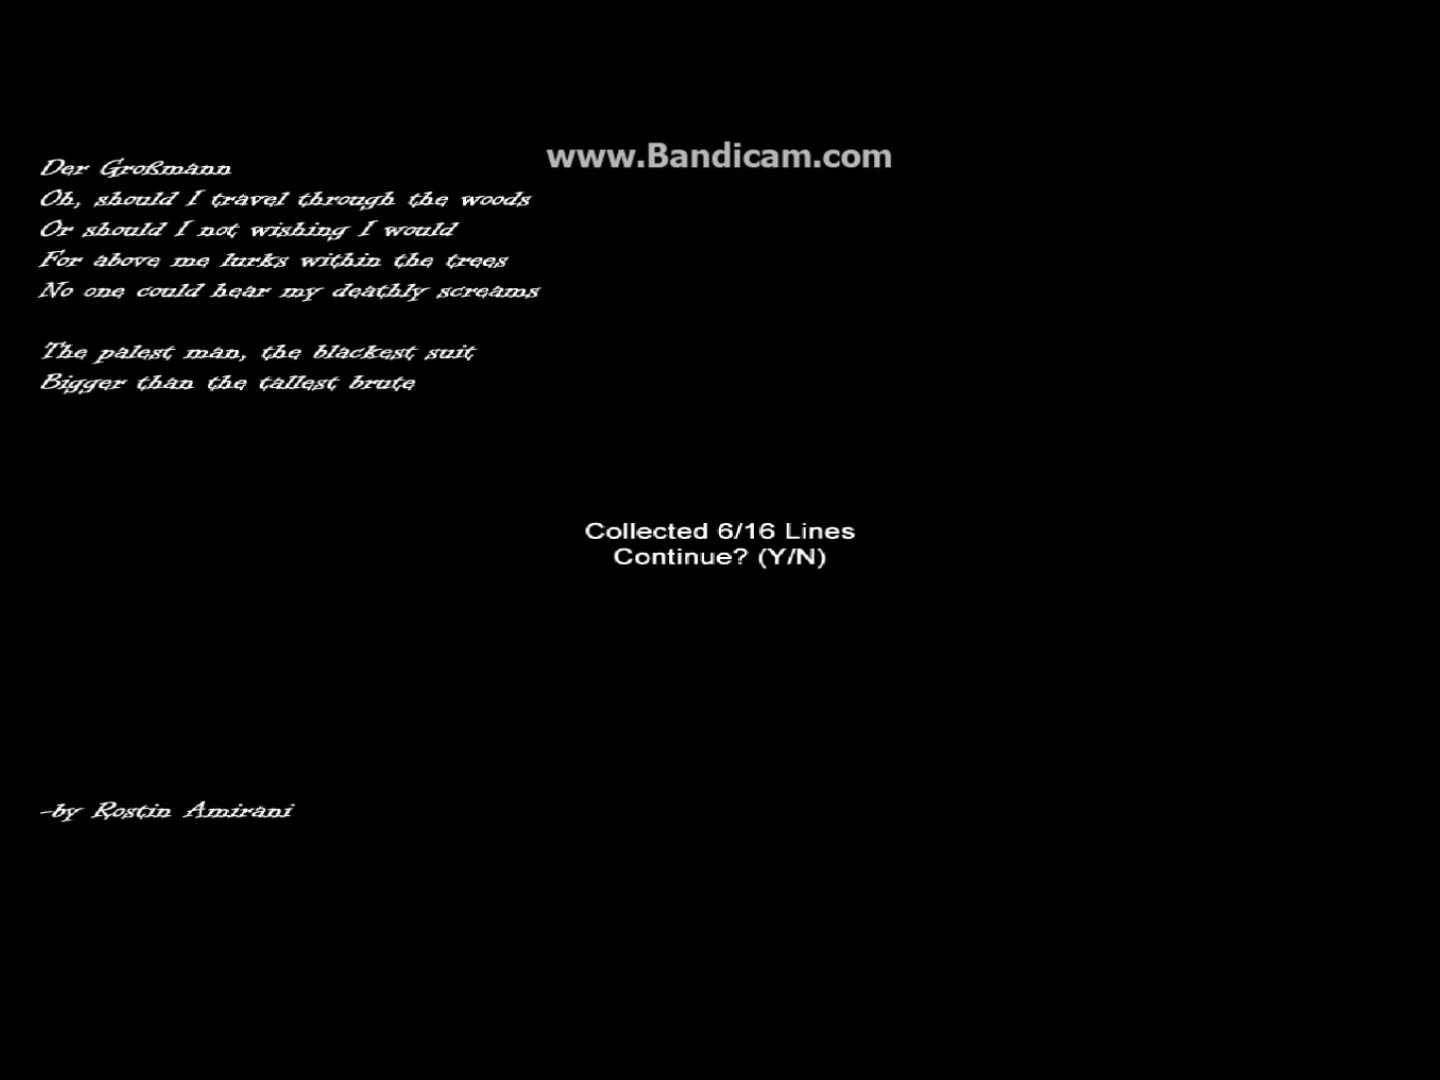 www.Bandicam.com
Der Großmann
Oh, should I travel through the woods
Or should I not wishing I would
For above me lurks within the trees
No one could hear my deathly screams
The palest man, the blackest suit
Bigger than the tallest brute
Collected 6/16 Lines
Continue? (Y/N)
-by Rostin Amirani